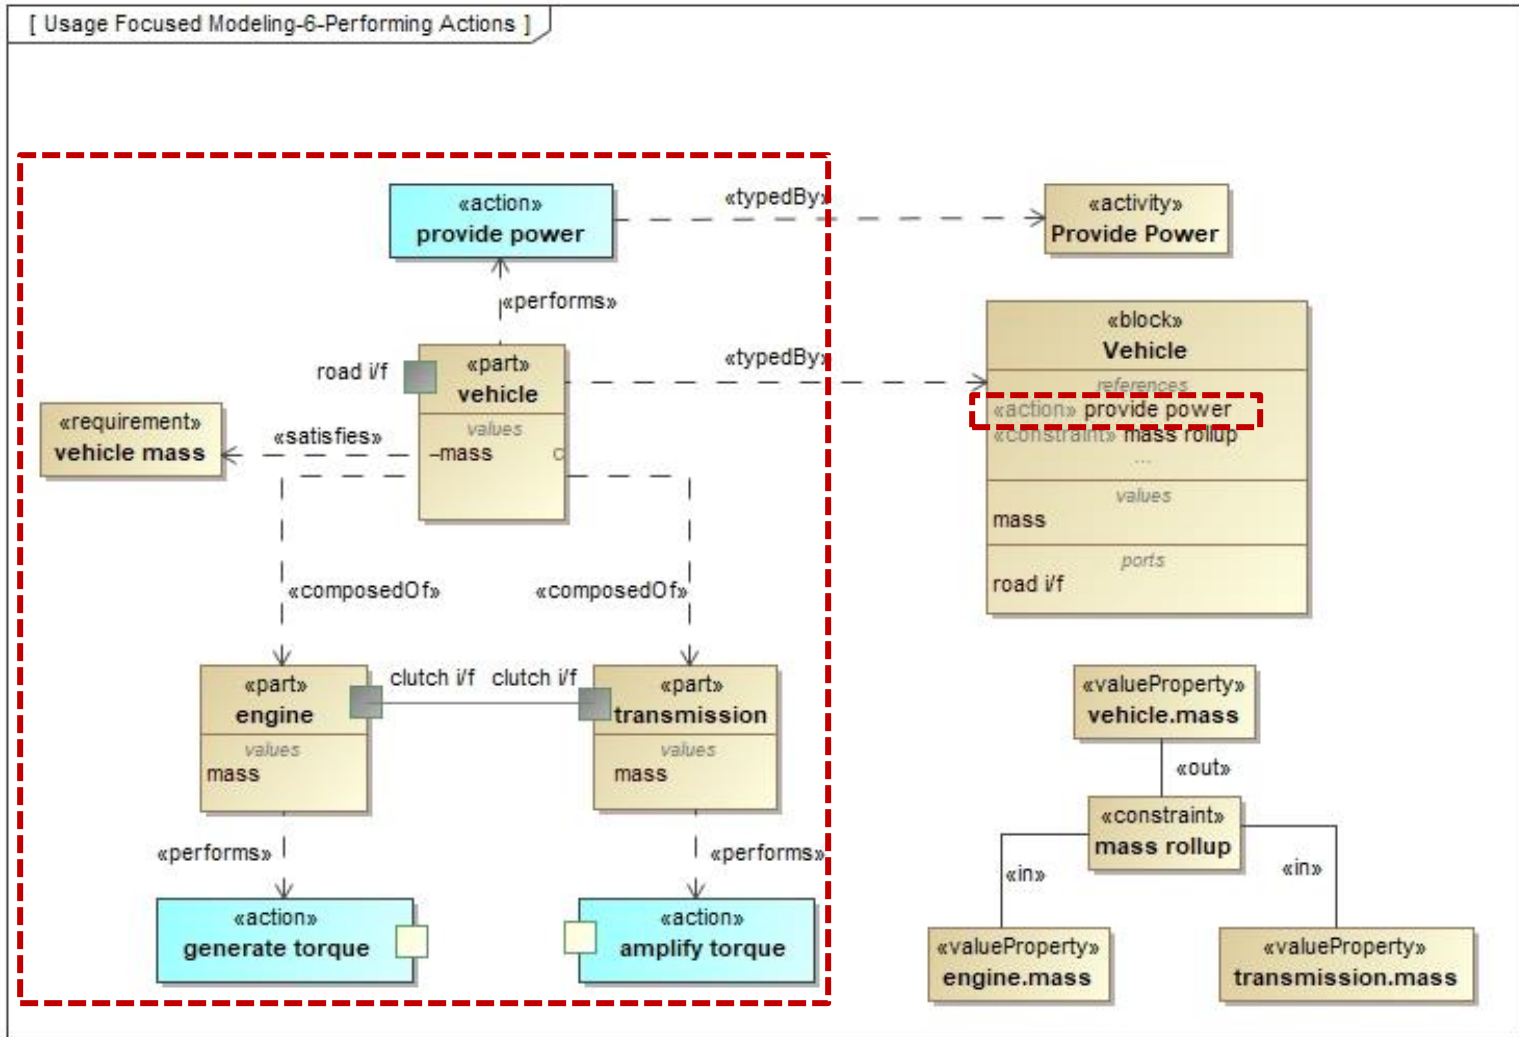 [ Usage Focused Modeling-6-Performing Actions ]
«action»
provide power
«typedBy»
«activity»
Provide Power
«performs»
road i/f
«part»
vehicle
values
–mass
c
«typedBy»
«block»
Vehicle
references
«action» provide power
«constraint» mass rollup
...
values
mass
ports
road i/f
«requirement»
vehicle mass
«satisfies»
«composedOf»
«composedOf»
«part»
engine
values
mass
clutch i/f clutch i/f
«part»
transmission
values
mass
«performs»
«performs»
«action»
generate torque
«action»
amplify torque
«valueProperty»
vehicle.mass
«out»
«constraint»
mass rollup
«in»
«in»
«valueProperty»
engine.mass
«valueProperty»
transmission.mass